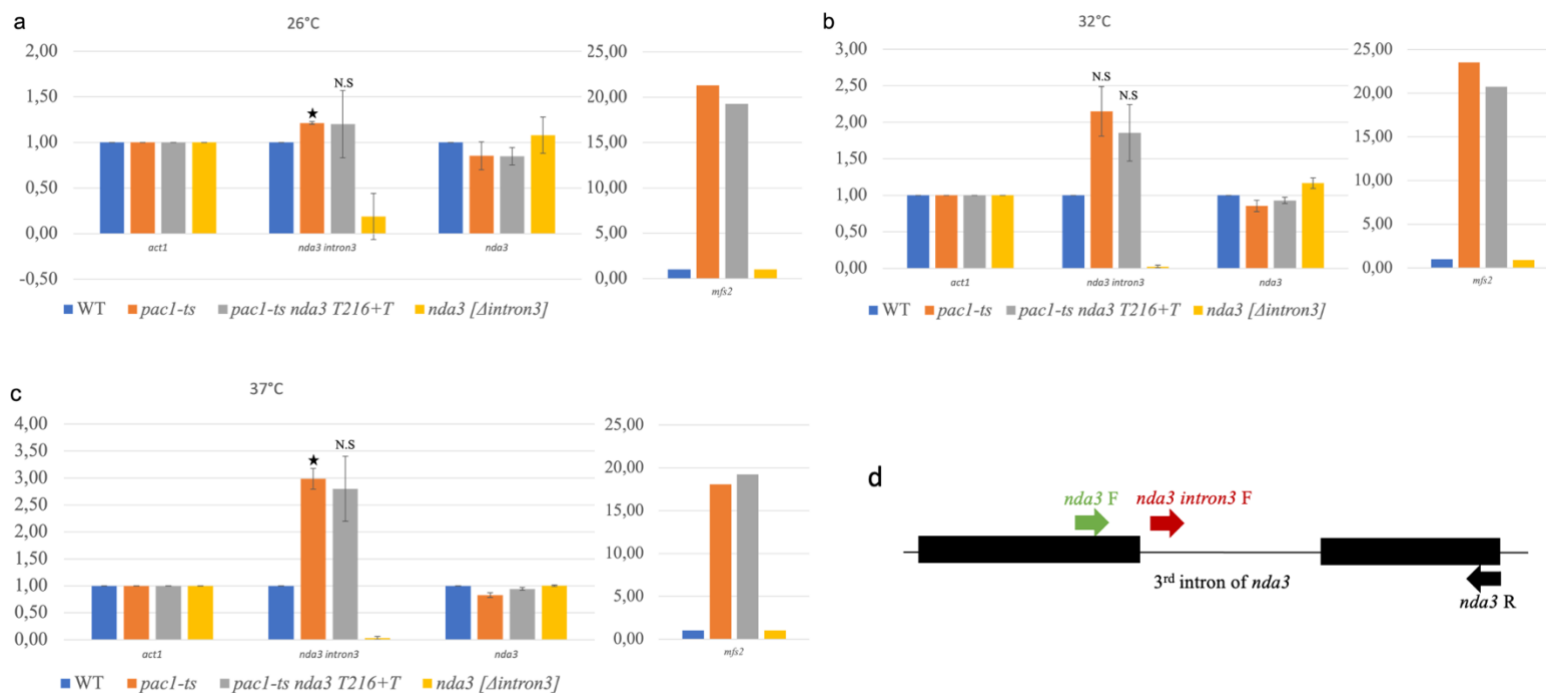 a
26°C
2,00
1,50
1,00
0,50
0,00
-0,50
N.S
★
act1
nda3 intron3
nda3
25,00
20,00
15,00
10,00
5,00
0,00
mfs2
WT pac1-ts pac1-ts nda3 T216+T nda3 [Δintron3]
b
32°C
3,00
2,50
2,00
1,50
1,00
0,50
0,00
N.S
N.S
act1
nda3 intron3
nda3
25,00
20,00
15,00
10,00
5,00
0,00
mfs2
WT pac1-ts pac1-ts nda3 T216+T nda3 [Δintron3]
c
37°C
4,00
3,50
3,00
2,50
2,00
1,50
1,00
0,50
0,00
★
N.S
act1
nda3 intron3
nda3
25,00
20,00
15,00
10,00
5,00
0,00
mfs2
WT pac1-ts pac1-ts nda3 T216+T nda3 [Δintron3]
d
nda3 F nda3 intron3 F
3rd intron of nda3
nda3 R